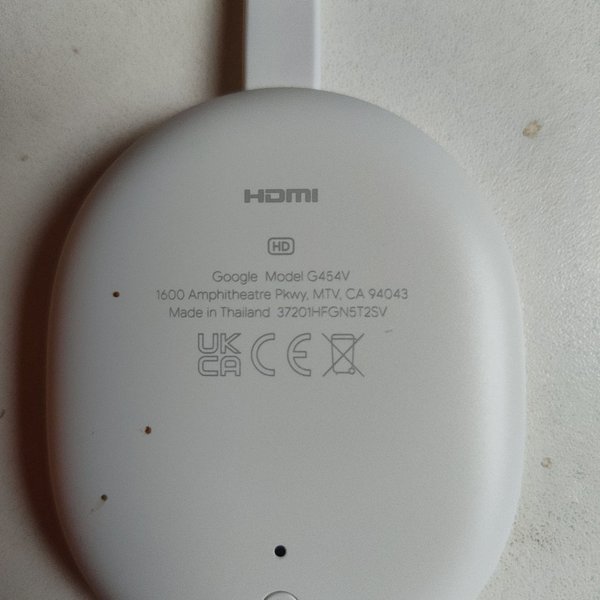 HDMI
HD
Google Model G454V
1600 Amphitheatre Pkwy, MTV, CA 94043
Made in Thailand 37201HFGN5T2SV
UK
CA CE